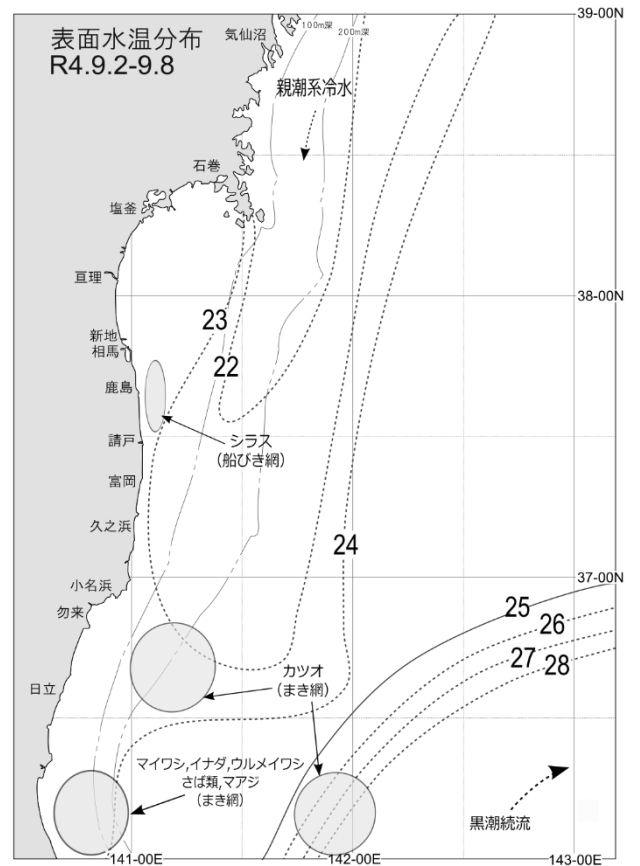 表面水温分布
R4.9.2-9.8
気仙沼
100m深
200m深
39-00N
親潮系冷水
石巻
塩釜
亘理
38-00N
23
新地
相馬
22
鹿島
シラス
(船びき網)
請戸
富岡
久之浜
24
37-00N
小名浜
勿来
25
26
27
28
カツオ
(まき網)
日立
マイワシ,イナダ,ウルメイワシ
さば類,マアジ
(まき網)
黒潮続流
141-00E
142-00E
143-00E